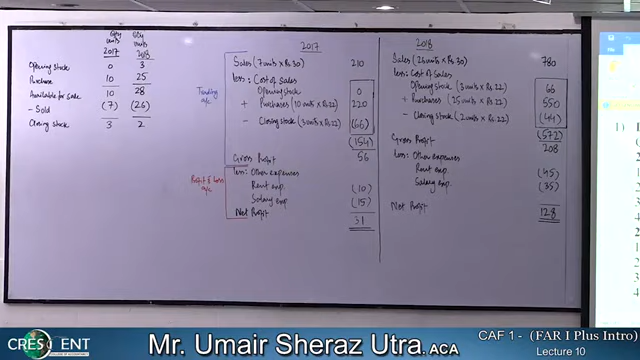 Qty units 2017
Qty units 2018
Opening stock 0 3
Purchase 10 25
Available for sale 10 28
- Sold (7) (26)
Closing stock 3 2
2017
Sales (7 units x Rs.30) 210
less: Cost of Sales
Trading a/c
Opening stock 0
+ Purchases (10 units x Rs.22) 220
- Closing stock (3 units x Rs.22) (66)
(154)
Gross Profit 56
Profit & Loss a/c
less: Other expenses
Rent exp. (10)
Salary exp. (15)
Net Profit 31
2018
Sales (26 units x Rs.30) 780
less: Cost of Sales
Opening stock (3 units x Rs.22) 66
+ Purchases (25 units x Rs.22) 550
- Closing stock (2 units x Rs.22) (44)
(572)
Gross Profit 208
less: Other expenses
Rent exp. (45)
Salary exp. (35)
Net Profit 128
CRESCENT
COLLEGE OF ACCOUNTANCY
Mr. Umair Sheraz Utra. ACA
CAF 1 - (FAR I Plus Intro)
Lecture 10